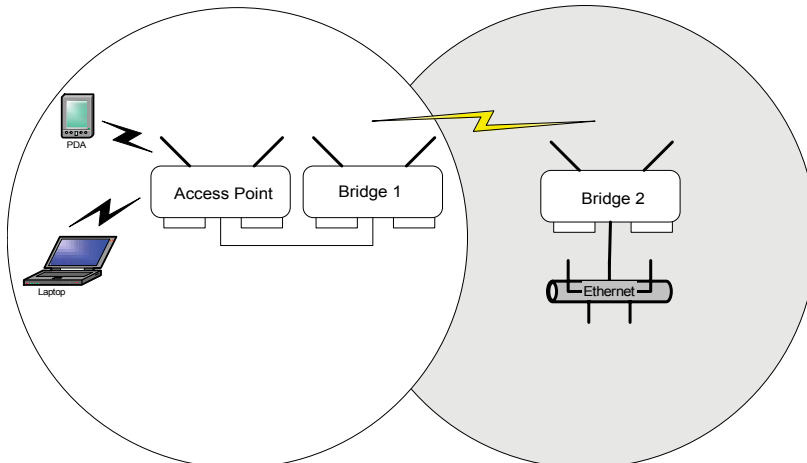 PDA
Access Point
Bridge 1
Bridge 2
Laptop
Ethernet